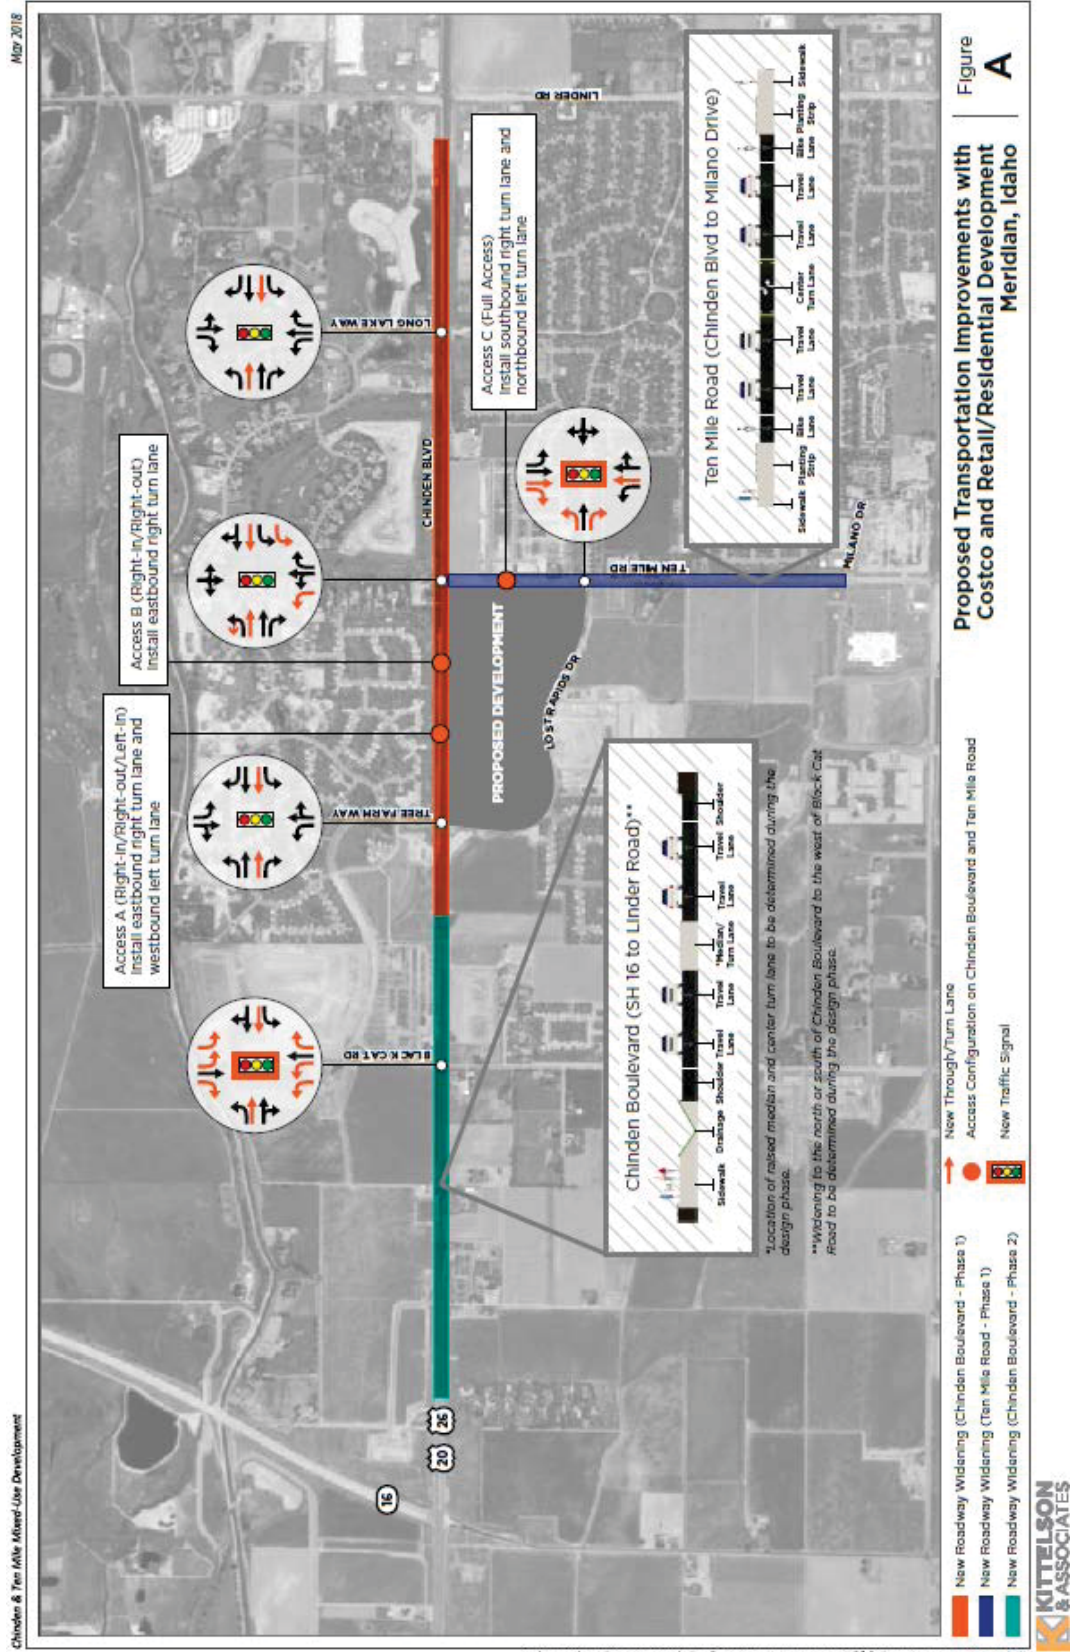 Chinden & Ten Mile Mixed-Use Development
May 2018
Access A (Right-In/Right-out/Left-In)
Install eastbound right turn lane and
westbound left turn lane
Access B (Right-In/Right-out)
Install eastbound right turn lane
BLACK CAT RD
TREE FARM WAY
LONG LAKE WAY
CHINDEN BLVD
16
20
26
LINDER RD
Access C (Full Access)
Install southbound right turn lane and
northbound left turn lane
PROPOSED DEVELOPMENT
LOST RAPIDS DR
TEN MILE RD
MILANO DR
Chinden Boulevard (SH 16 to Linder Road)**
Sidewalk
Drainage
Shoulder
Travel
Lane
Travel
Lane
*Median/
Turn Lane
Travel
Lane
Travel
Lane
Shoulder
*Location of raised median and center turn lane to be determined during the
design phase.
**Widening to the north or south of Chinden Boulevard to the west of Black Cat
Road to be determined during the design phase.
Ten Mile Road (Chinden Blvd to Milano Drive)
Sidewalk
Planting
Strip
Bike
Lane
Travel
Lane
Travel
Lane
Center
Turn Lane
Travel
Lane
Travel
Lane
Bike
Lane
Planting
Strip
Sidewalk
New Roadway Widening (Chinden Boulevard - Phase 1)
New Roadway Widening (Ten Mile Road - Phase 1)
New Roadway Widening (Chinden Boulevard - Phase 2)
New Through/Turn Lane
Access Configuration on Chinden Boulevard and Ten Mile Road
New Traffic Signal
Proposed Transportation Improvements with
Costco and Retail/Residential Development
Meridian, Idaho
Figure
A
KITTELSON
& ASSOCIATES